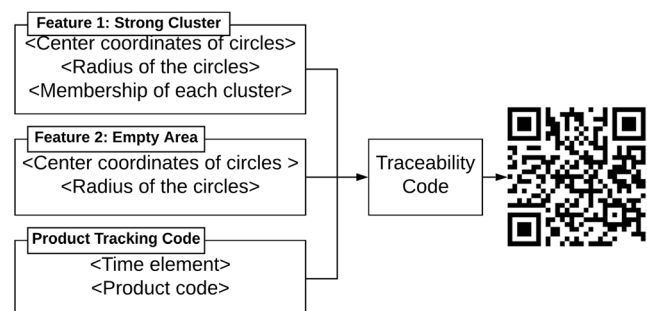 Feature 1: Strong Cluster
<Center coordinates of circles>
<Radius of the circles>
<Membership of each cluster>
Feature 2: Empty Area
<Center coordinates of circles >
<Radius of the circles>
Product Tracking Code
<Time element>
<Product code>
Traceability
Code